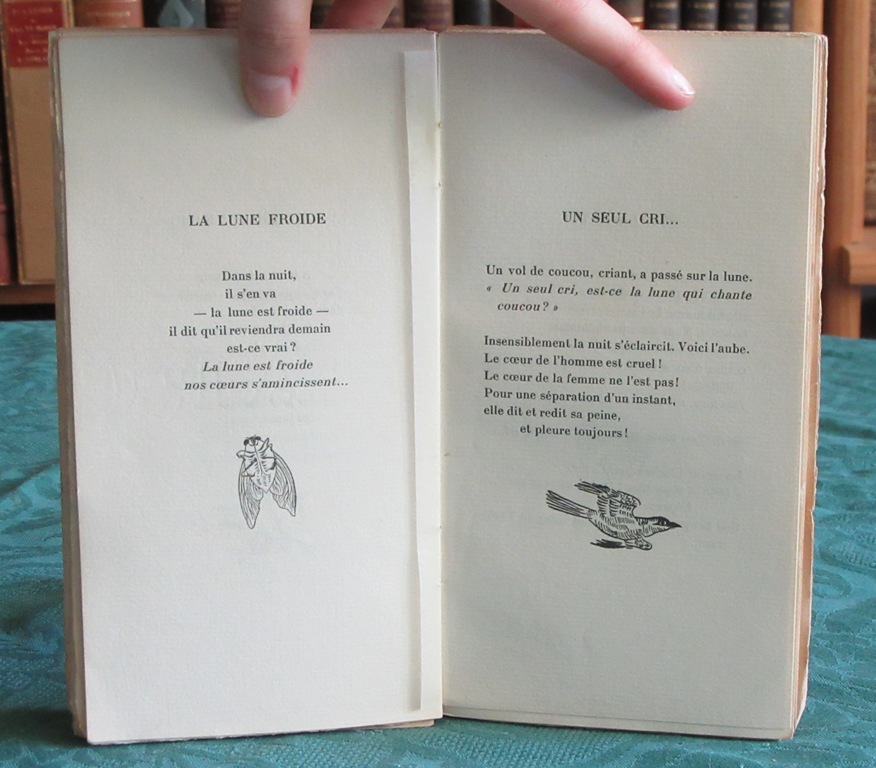 LA LUNE FROIDE
Dans la nuit,
il s'en va
— la lune est froide —
il dit qu'il reviendra demain
est-ce vrai ?
La lune est froide
nos cœurs s'amincissent...
UN SEUL CRI...
Un vol de coucou, criant, a passé sur la lune.
« Un seul cri, est-ce la lune qui chante
coucou ? »
Insensiblement la nuit s'éclaircit. Voici l'aube.
Le cœur de l'homme est cruel !
Le cœur de la femme ne l'est pas !
Pour une séparation d'un instant,
elle dit et redit sa peine,
et pleure toujours !